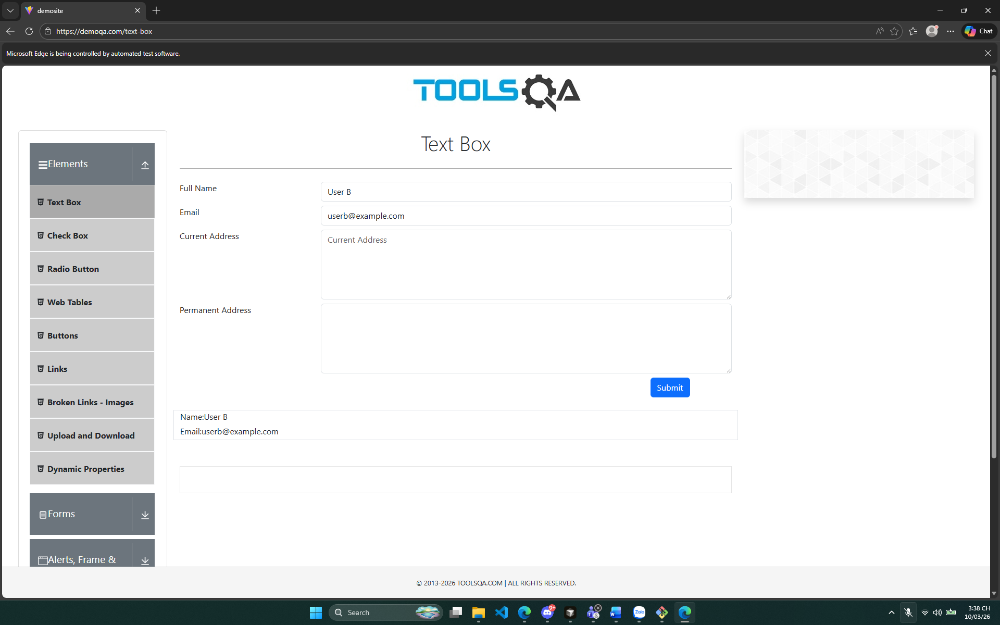 demosite
https://demoqa.com/text-box
Chat
Microsoft Edge is being controlled by automated test software.
TOOLSQA
Text Box
Elements
Text Box
Check Box
Radio Button
Web Tables
Buttons
Links
Broken Links - Images
Upload and Download
Dynamic Properties
Forms
Alerts, Frame &
Full Name
User B
Email
userb@example.com
Current Address
Current Address
Permanent Address
Submit
Name:User B
Email:userb@example.com
© 2013-2026 TOOLSQA.COM | ALL RIGHTS RESERVED.
Search
9+
Zalo
3:38 CH
10/03/26